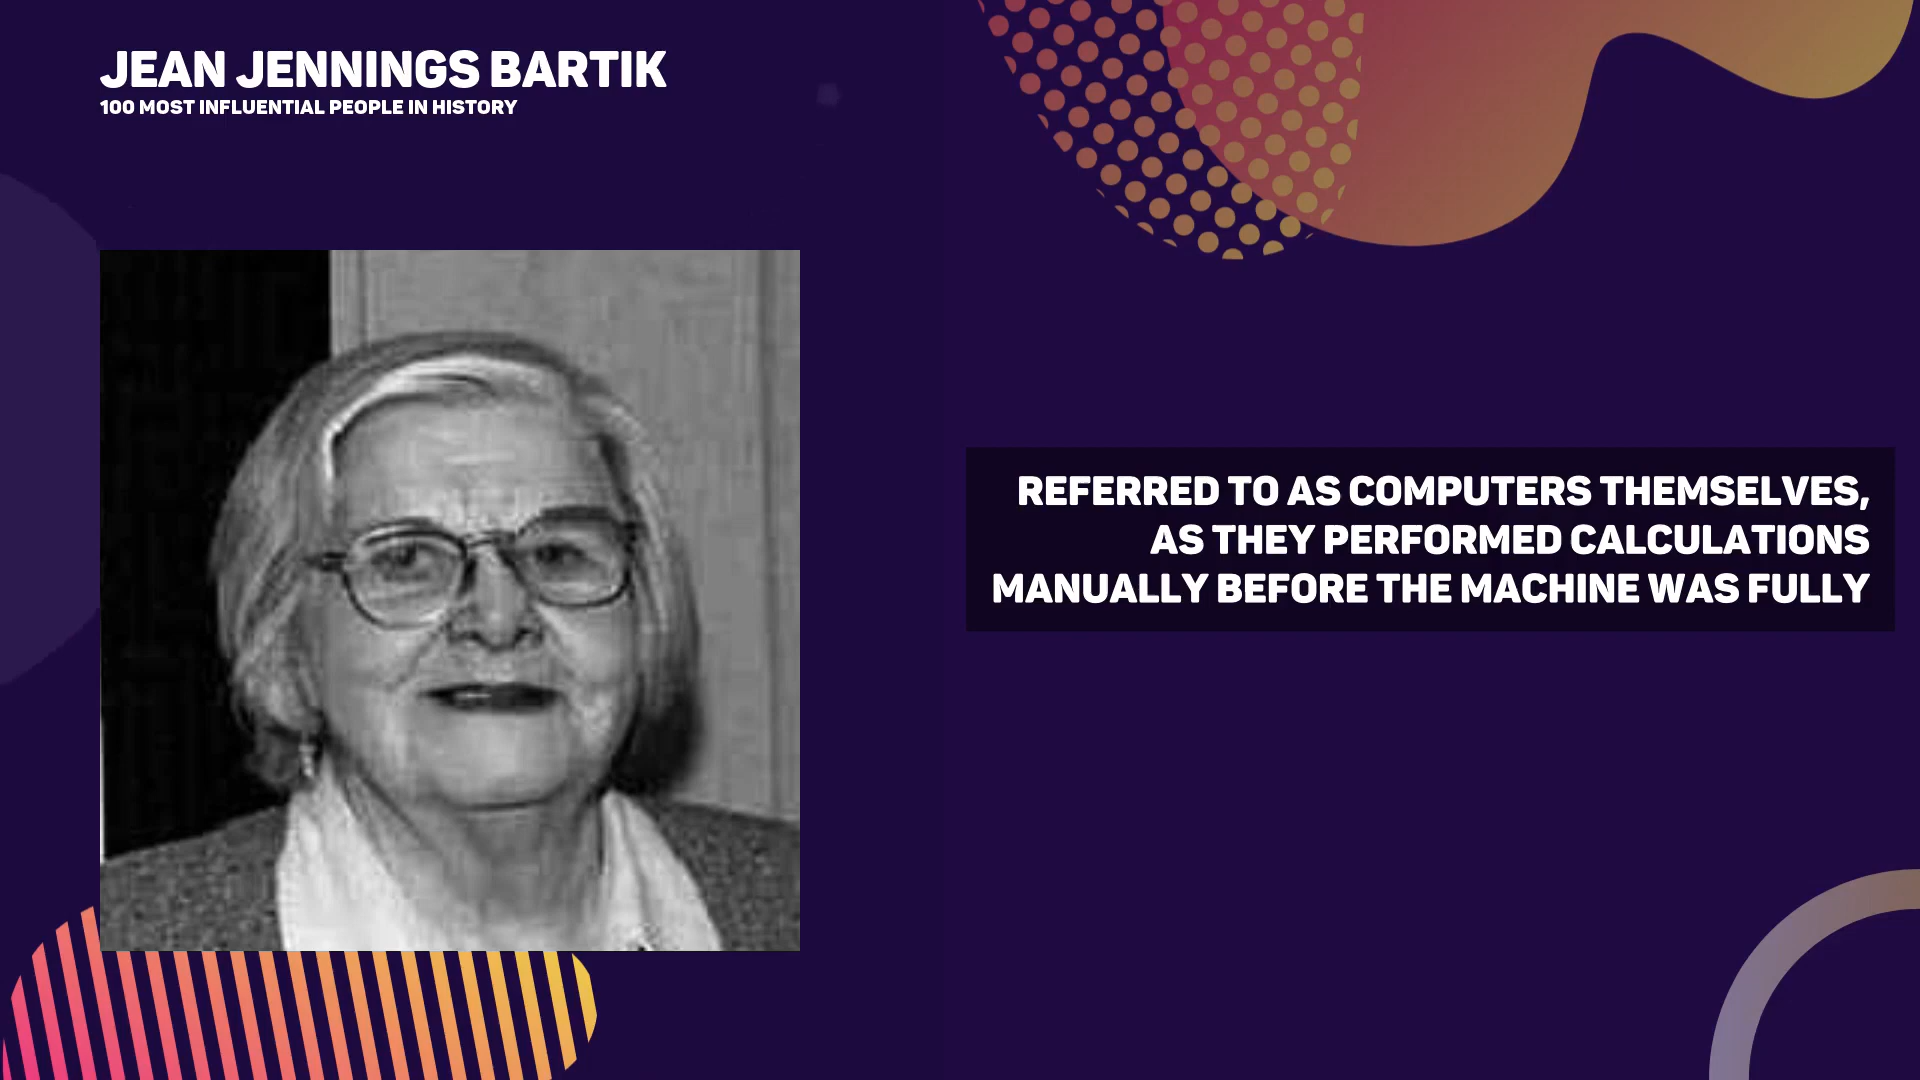 JEAN JENNINGS BARTIK
100 MOST INFLUENTIAL PEOPLE IN HISTORY
REFERRED TO AS COMPUTERS THEMSELVES,
AS THEY PERFORMED CALCULATIONS
MANUALLY BEFORE THE MACHINE WAS FULLY